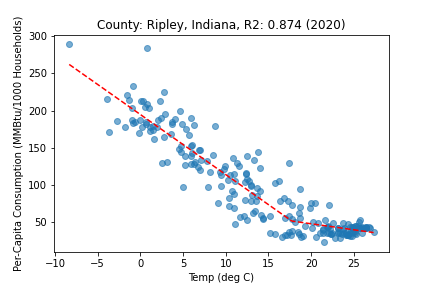 County: Ripley, Indiana, R2: 0.874 (2020)
Per-Capita Consumption (MMBtu/1000 Households)
300
250
200
150
100
50
−10 −5 0 5 10 15 20 25
Temp (deg C)